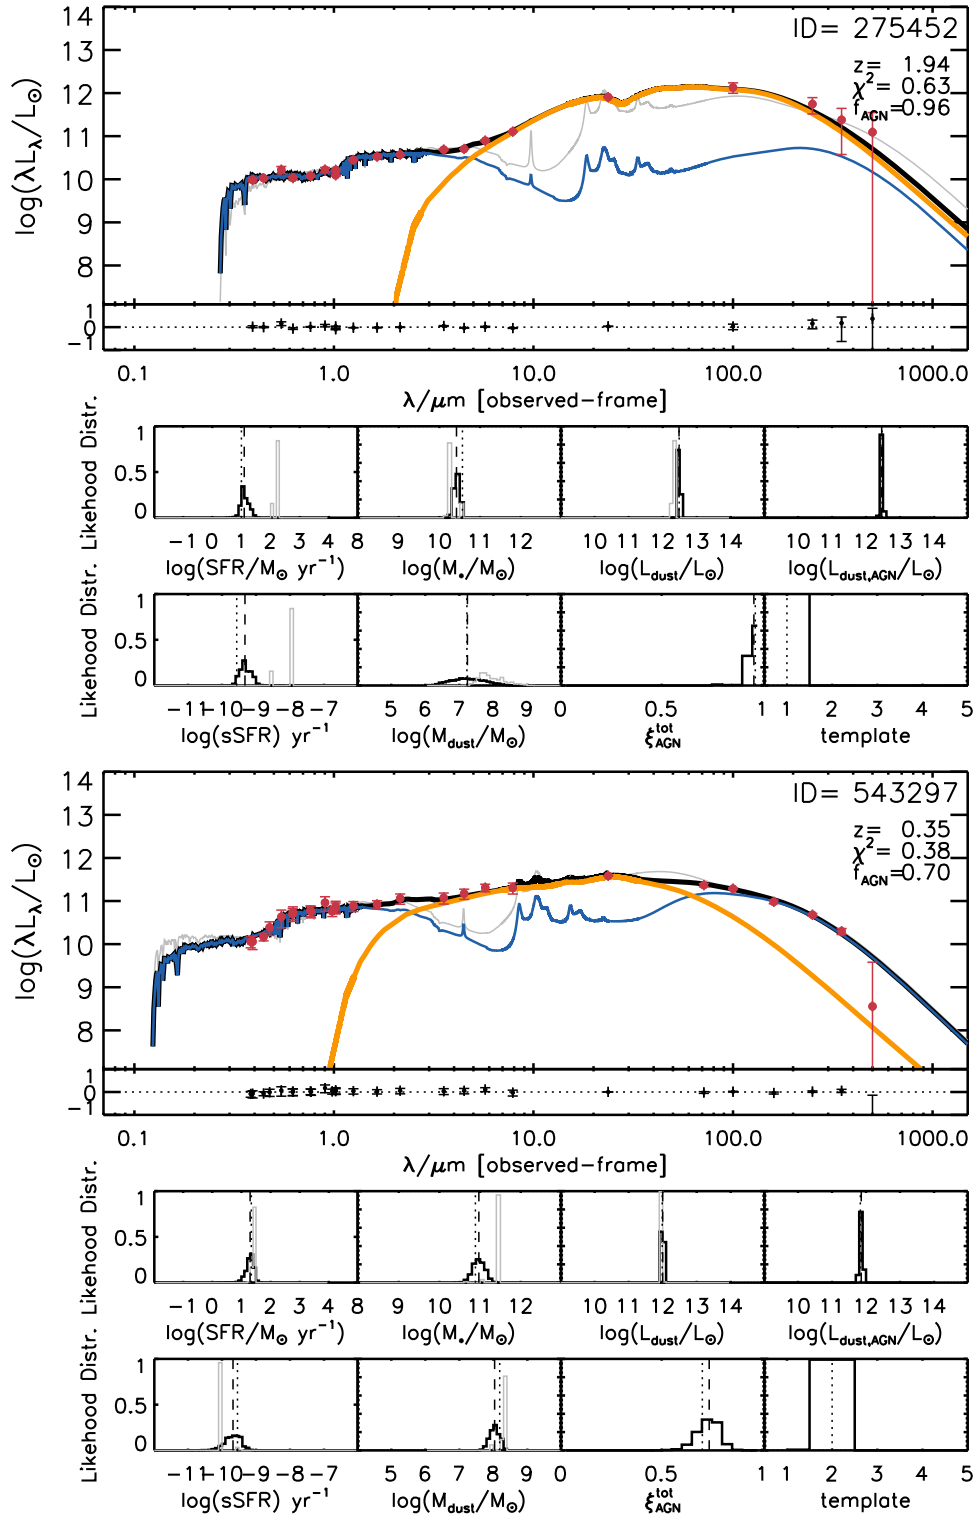 ID= 275452
z= 1.94
χ²= 0.63
f_AGN=0.96
14
13
12
11
10
9
8
log(λL_λ/L_⊙)
1
0
−1
0.1 1.0 10.0 100.0 1000.0
λ/μm [observed−frame]
Likehood Distr.
1
0.5
0
−1 0 1 2 3 4 8 9 10 11 12 10 11 12 13 14 10 11 12 13 14
log(SFR/M_⊙ yr⁻¹) log(M_*/M_⊙) log(L_dust/L_⊙) log(L_dust,AGN/L_⊙)
Likehood Distr.
1
0.5
0
−11−10−9 −8 −7 5 6 7 8 9 0 0.5 1 1 2 3 4 5
log(sSFR) yr⁻¹ log(M_dust/M_⊙) ξ_AGN^tot template
ID= 543297
z= 0.35
χ²= 0.38
f_AGN=0.70
14
13
12
11
10
9
8
log(λL_λ/L_⊙)
1
0
−1
0.1 1.0 10.0 100.0 1000.0
λ/μm [observed−frame]
Likehood Distr.
1
0.5
0
−1 0 1 2 3 4 8 9 10 11 12 10 11 12 13 14 10 11 12 13 14
log(SFR/M_⊙ yr⁻¹) log(M_*/M_⊙) log(L_dust/L_⊙) log(L_dust,AGN/L_⊙)
Likehood Distr.
1
0.5
0
−11−10−9 −8 −7 5 6 7 8 9 0 0.5 1 1 2 3 4 5
log(sSFR) yr⁻¹ log(M_dust/M_⊙) ξ_AGN^tot template